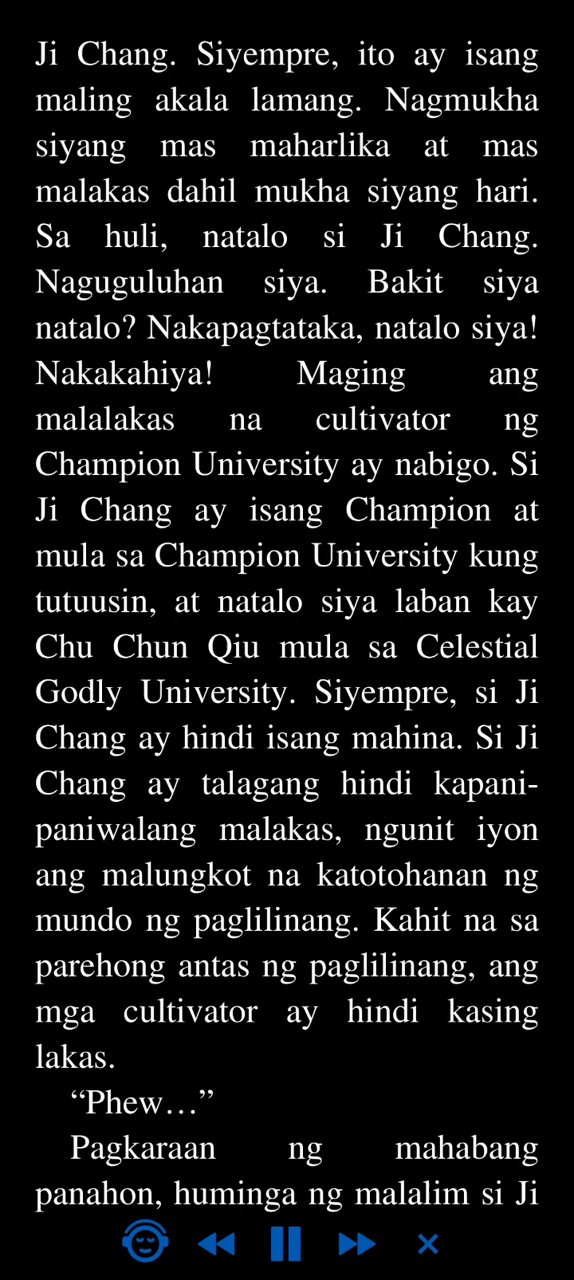 Ji Chang. Siyempre, ito ay isang
maling akala lamang. Nagmukha
siyang mas maharlika at mas
malakas dahil mukha siyang hari.
Sa huli, natalo si Ji Chang.
Naguguluhan siya. Bakit siya
natalo? Nakapagtataka, natalo siya!
Nakakahiya! Maging ang
malalakas na cultivator ng
Champion University ay nabigo. Si
Ji Chang ay isang Champion at
mula sa Champion University kung
tutuusin, at natalo siya laban kay
Chu Chun Qiu mula sa Celestial
Godly University. Siyempre, si Ji
Chang ay hindi isang mahina. Si Ji
Chang ay talagang hindi kapani-
paniwalang malakas, ngunit iyon
ang malungkot na katotohanan ng
mundo ng paglilinang. Kahit na sa
parehong antas ng paglilinang, ang
mga cultivator ay hindi kasing
lakas.
“Phew…”
Pagkaraan ng mahabang
panahon, huminga ng malalim si Ji